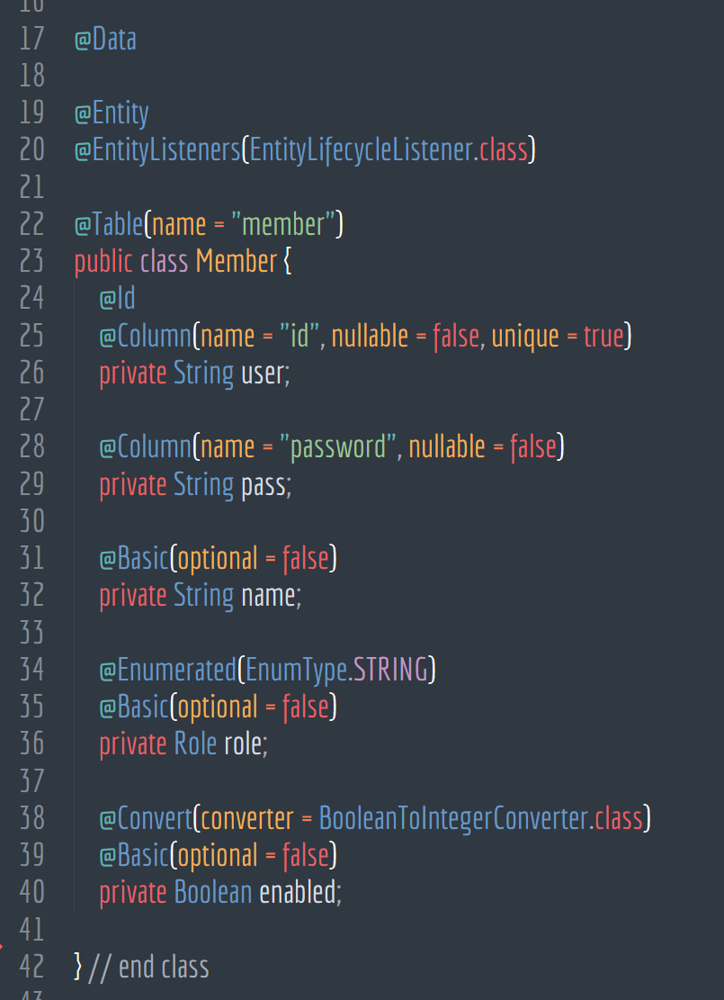 16
17 @Data
18
19 @Entity
20 @EntityListeners(EntityLifecycleListener.class)
21
22 @Table(name = "member")
23 public class Member {
24 @Id
25 @Column(name = "id", nullable = false, unique = true)
26 private String user;
27
28 @Column(name = "password", nullable = false)
29 private String pass;
30
31 @Basic(optional = false)
32 private String name;
33
34 @Enumerated(EnumType.STRING)
35 @Basic(optional = false)
36 private Role role;
37
38 @Convert(converter = BooleanToIntegerConverter.class)
39 @Basic(optional = false)
40 private Boolean enabled;
41
42 } // end class
43